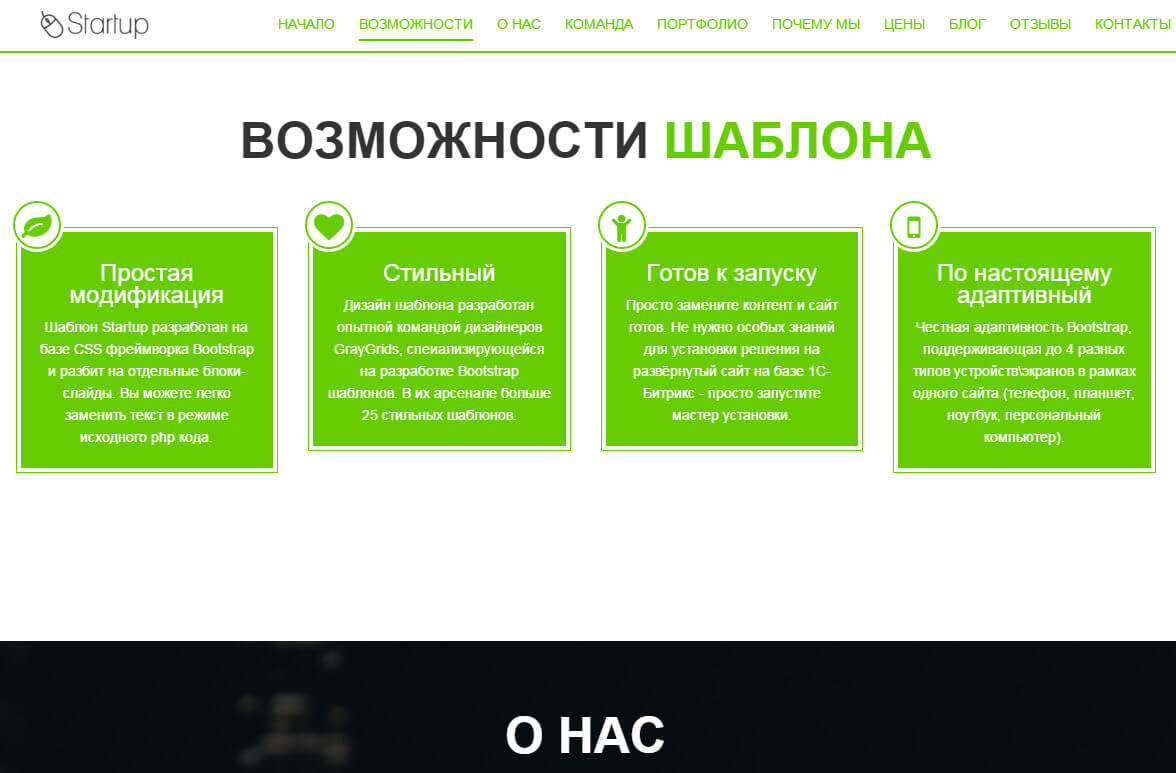 Startup
НАЧАЛО ВОЗМОЖНОСТИ О НАС КОМАНДА ПОРТФОЛИО ПОЧЕМУ МЫ ЦЕНЫ БЛОГ ОТЗЫВЫ КОНТАКТЫ
ВОЗМОЖНОСТИ ШАБЛОНА
Простая
модификация
Шаблон Startup разработан на
базе CSS фреймворка Bootstrap
и разбит на отдельные блоки-
слайды. Вы можете легко
заменить текст в режиме
исходного php кода.
Стильный
Дизайн шаблона разработан
опытной командой дизайнеров
GrayGrids, спеиализирующейся
на разработке Bootstrap
шаблонов. В их арсенале больше
25 стильных шаблонов.
Готов к запуску
Просто замените контент и сайт
готов. Не нужно особых знаний
для установки решения на
развёрнутый сайт на базе 1С-
Битрикс - просто запустите
мастер установки.
По настоящему
адаптивный
Честная адаптивность Bootstrap,
поддерживающая до 4 разных
типов устройств\экранов в рамках
одного сайта (телефон, планшет,
ноутбук, персональный
компьютер).
О НАС